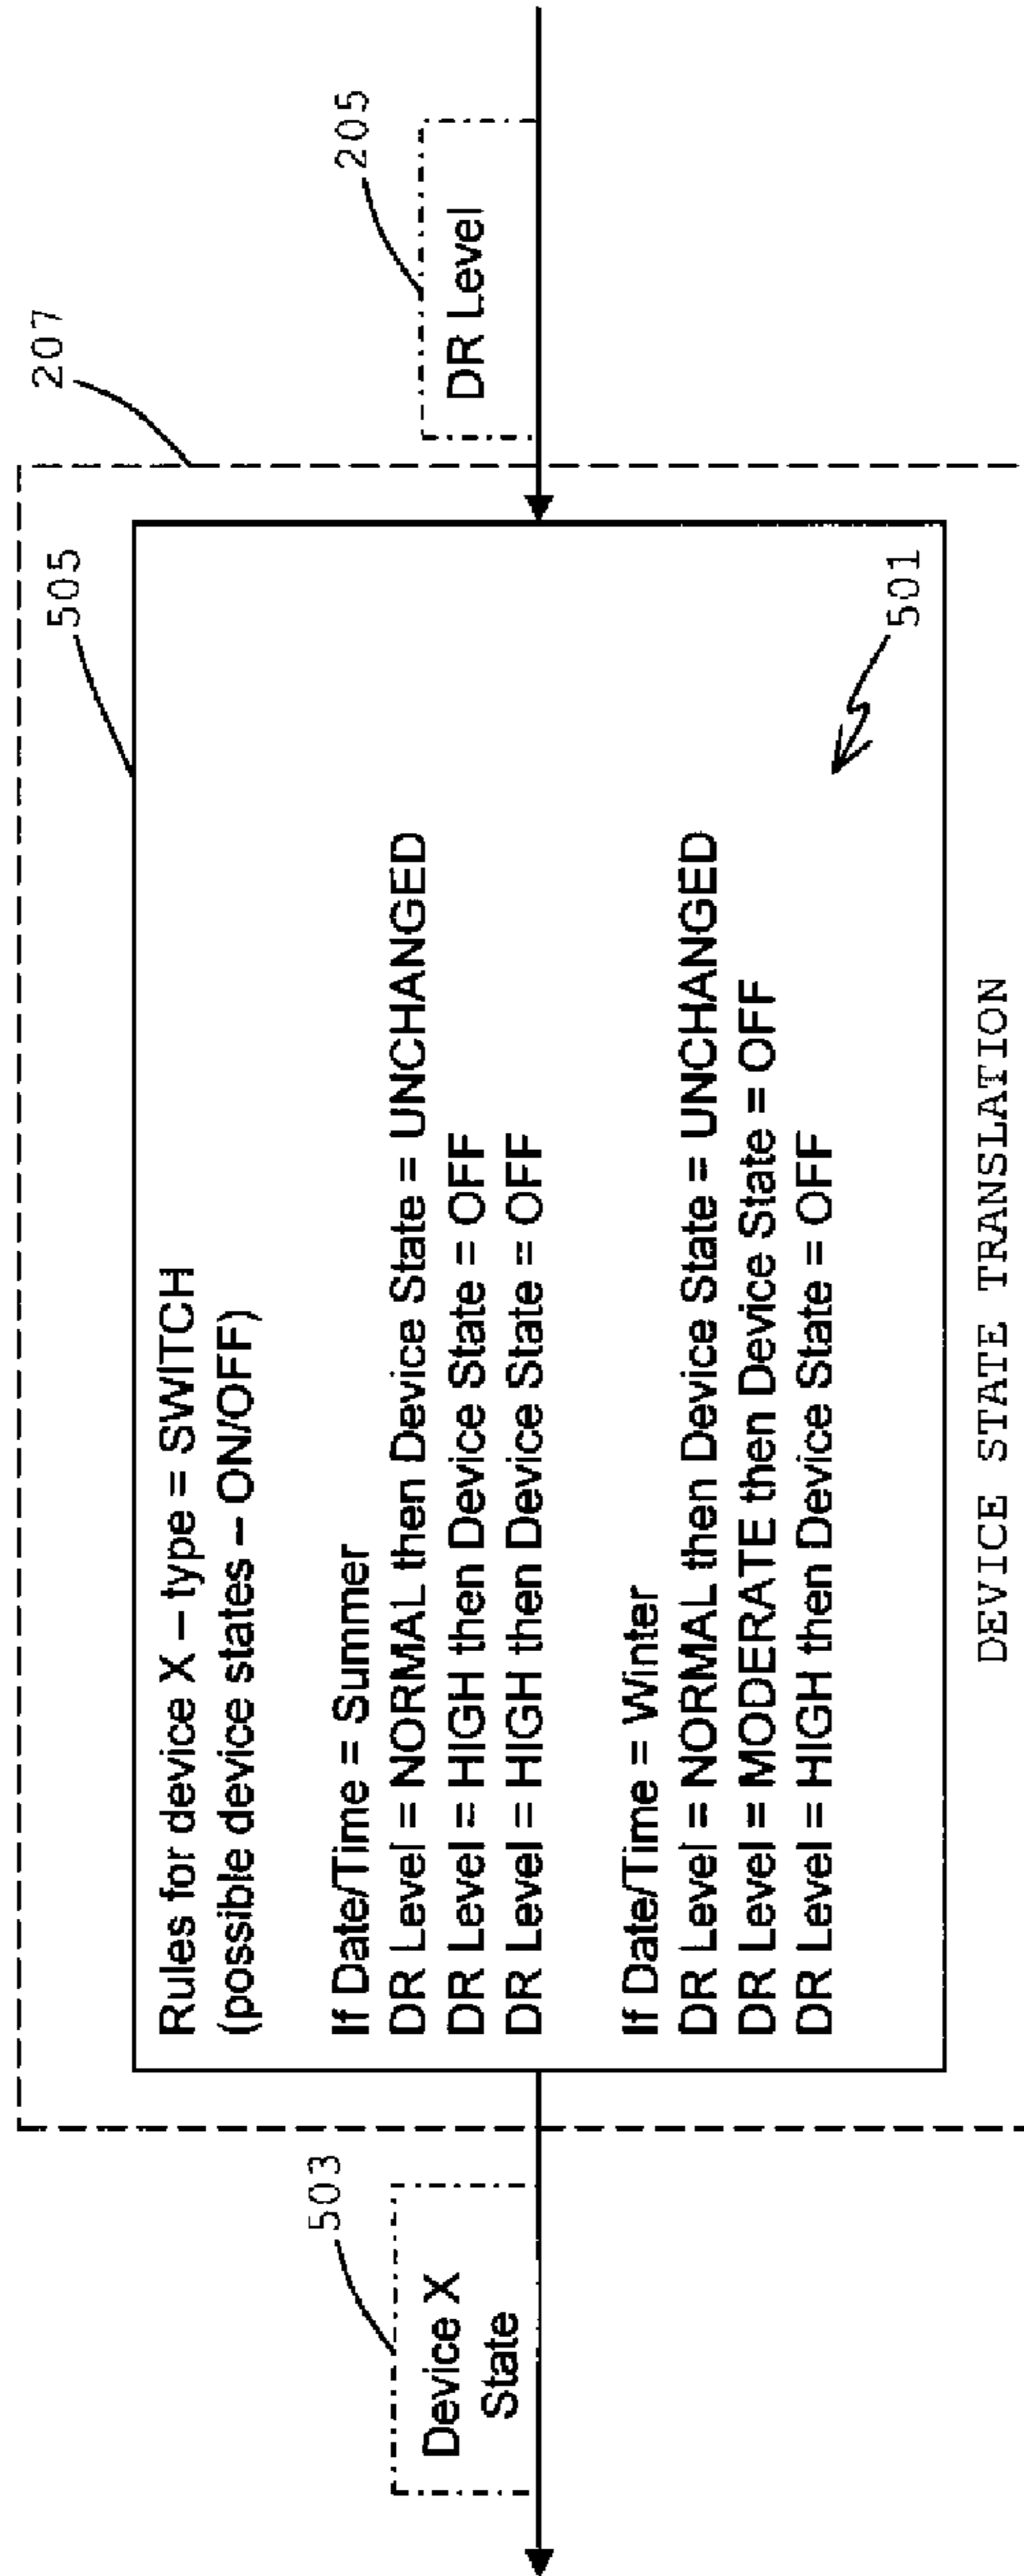 207
205
DR Level
505
Rules for device X – type = SWITCH
(possible device states – ON/OFF)
If Date/Time = Summer
DR Level = NORMAL then Device State = UNCHANGED
DR Level = HIGH then Device State = OFF
DR Level = HIGH then Device State = OFF
If Date/Time = Winter
DR Level = NORMAL then Device State = UNCHANGED
DR Level = MODERATE then Device State = OFF
DR Level = HIGH then Device State = OFF
501
503
Device X
State
DEVICE STATE TRANSLATION